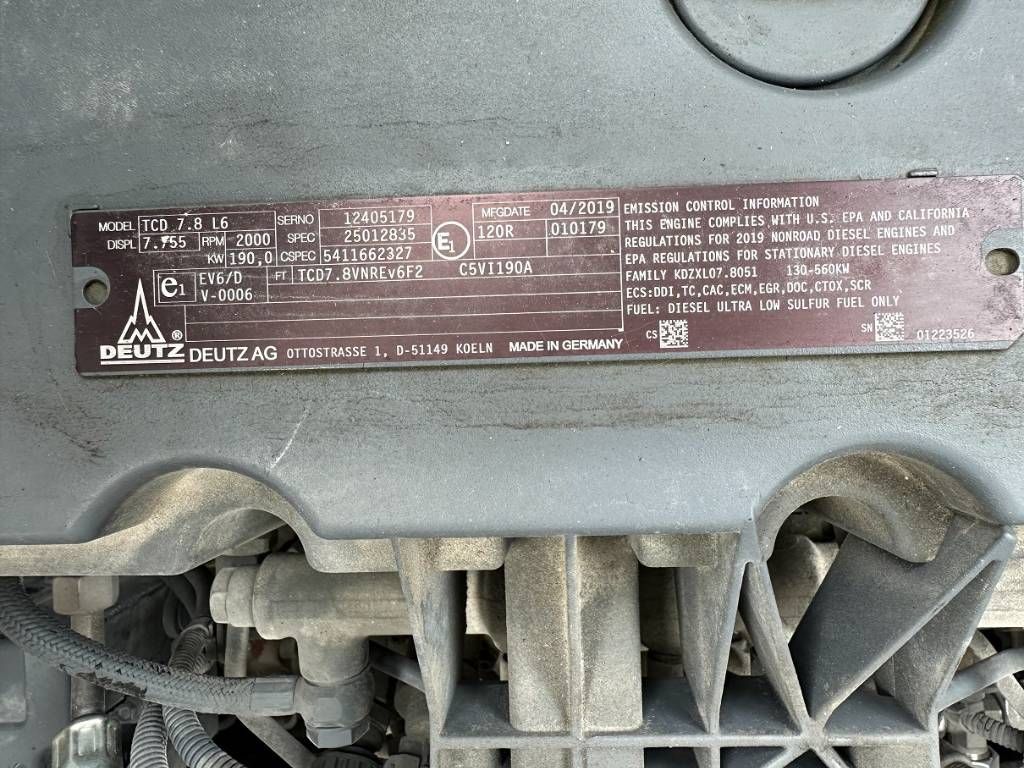 MODEL TCD 7.8 L6 SERNO 12405179 MFGDATE 04/2019
DISPL 7.755 RPM 2000 SPEC 25012835 E1 120R 010179
KW 190,0 CSPEC 5411662327
e1 EV6/D FT TCD7.8VNREv6F2 C5VI190A
V-0006
DEUTZ ® DEUTZ AG OTTOSTRASSE 1, D-51149 KOELN MADE IN GERMANY
EMISSION CONTROL INFORMATION
THIS ENGINE COMPLIES WITH U.S. EPA AND CALIFORNIA
REGULATIONS FOR 2019 NONROAD DIESEL ENGINES AND
EPA REGULATIONS FOR STATIONARY DIESEL ENGINES
FAMILY KDZXL07.8051 130-560KW
ECS:DDI,TC,CAC,ECM,EGR,DOC,CTOX,SCR
FUEL: DIESEL ULTRA LOW SULFUR FUEL ONLY
CS SN 01223526